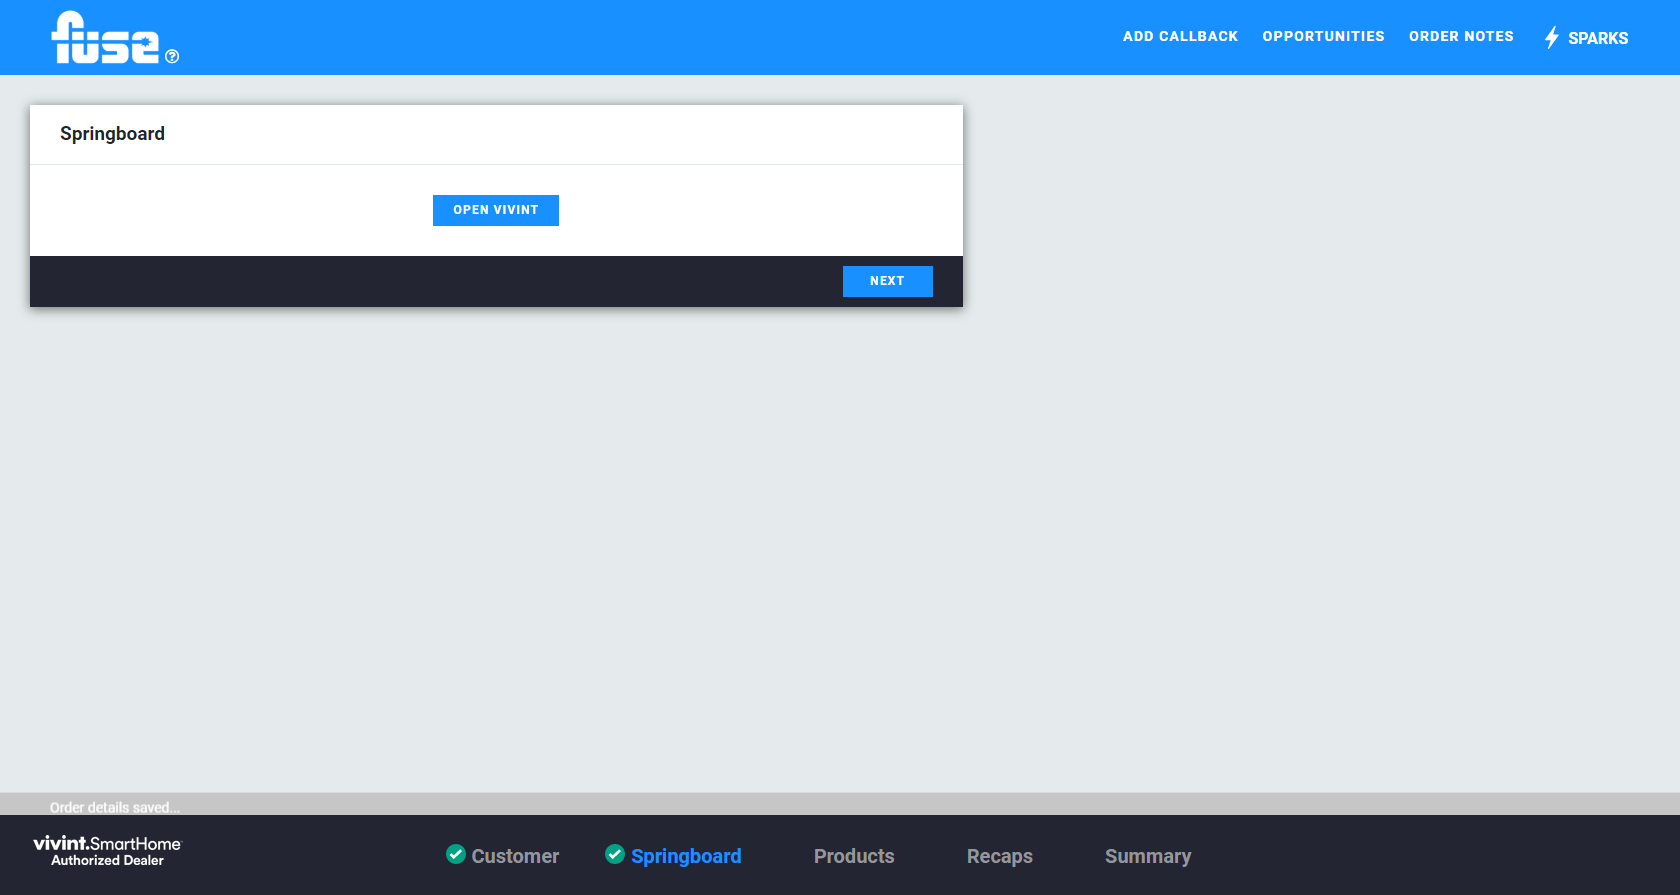 fuse
ADD CALLBACK
OPPORTUNITIES
ORDER NOTES
SPARKS
Springboard
OPEN VIVINT
NEXT
Order details saved...
vivint.SmartHome
Authorized Dealer
Customer
Springboard
Products
Recaps
Summary